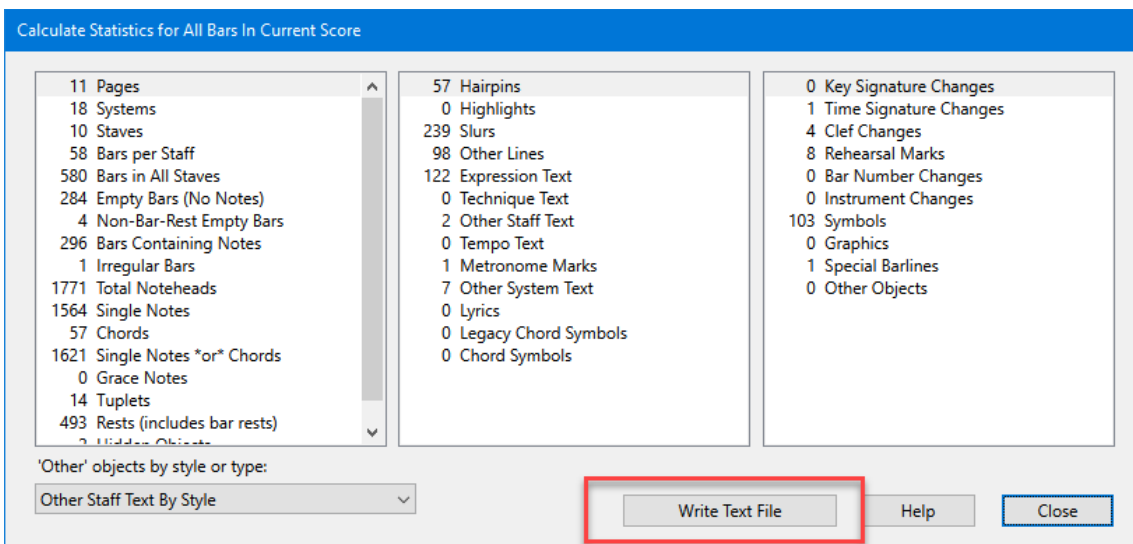 Calculate Statistics for All Bars In Current Score
11 Pages
18 Systems
10 Staves
58 Bars per Staff
580 Bars in All Staves
284 Empty Bars (No Notes)
4 Non-Bar-Rest Empty Bars
296 Bars Containing Notes
1 Irregular Bars
1771 Total Noteheads
1564 Single Notes
57 Chords
1621 Single Notes *or* Chords
0 Grace Notes
14 Tuplets
493 Rests (includes bar rests)
57 Hairpins
0 Highlights
239 Slurs
98 Other Lines
122 Expression Text
0 Technique Text
2 Other Staff Text
0 Tempo Text
1 Metronome Marks
7 Other System Text
0 Lyrics
0 Legacy Chord Symbols
0 Chord Symbols
0 Key Signature Changes
1 Time Signature Changes
4 Clef Changes
8 Rehearsal Marks
0 Bar Number Changes
0 Instrument Changes
103 Symbols
0 Graphics
1 Special Barlines
0 Other Objects
'Other' objects by style or type:
Other Staff Text By Style
Write Text File
Help
Close